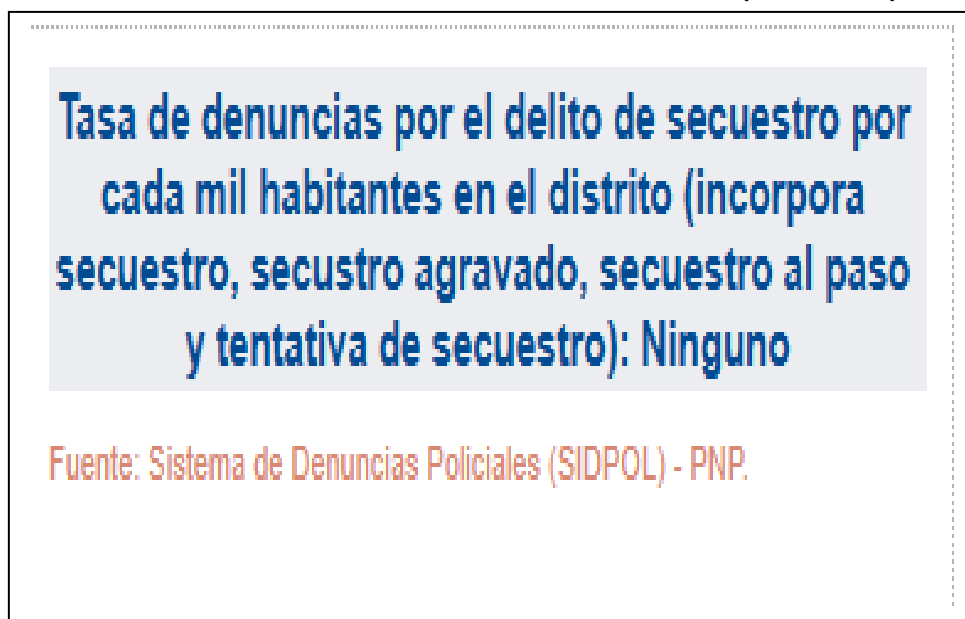 Tasa de denuncias por el delito de secuestro por
cada mil habitantes en el distrito (incorpora
secuestro, secustro agravado, secuestro al paso
y tentativa de secuestro): Ninguno
Fuente: Sistema de Denuncias Policiales (SIDPOL) - PNP.